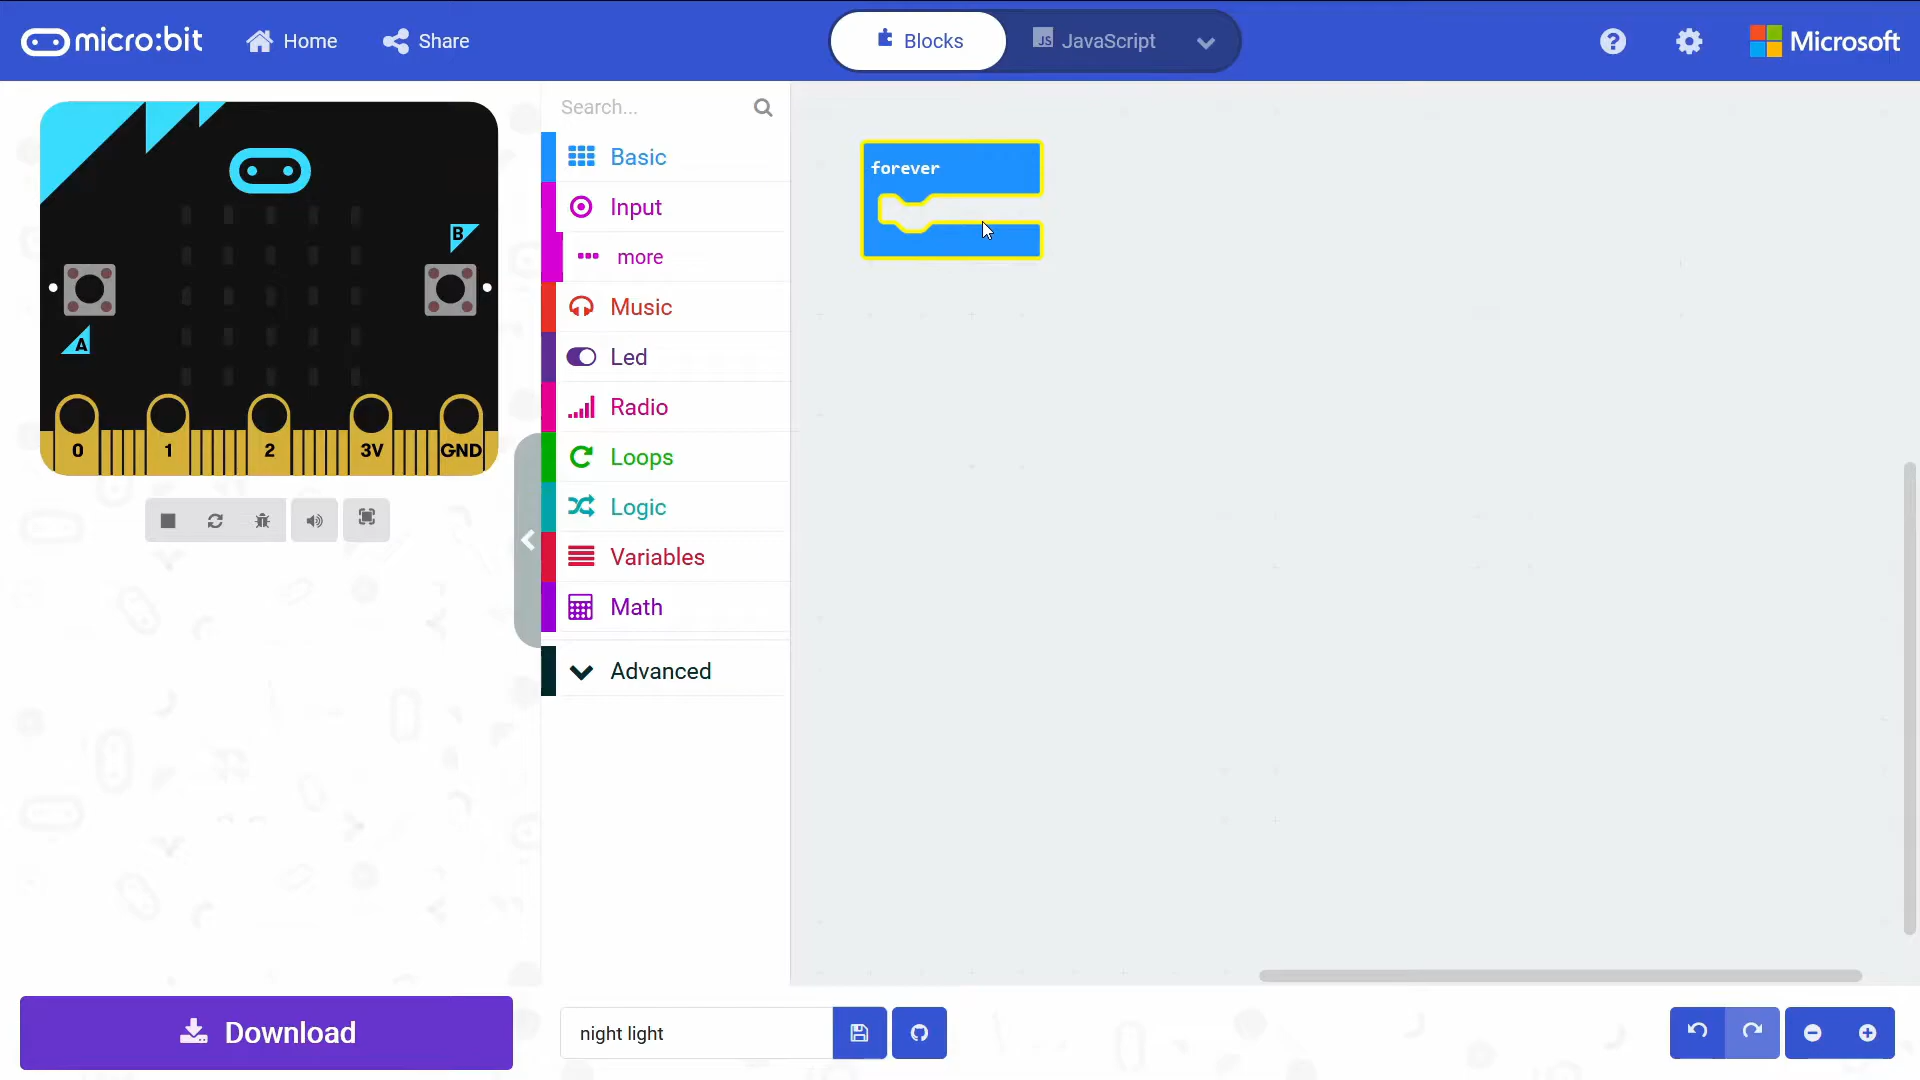 micro:bit
Home
Share
Blocks
JS
JavaScript
?
Microsoft
Search...
Basic
Input
more
Music
Led
Radio
Loops
Logic
Variables
Math
Advanced
forever
B
A
0
1
2
3V
GND
Download
night light